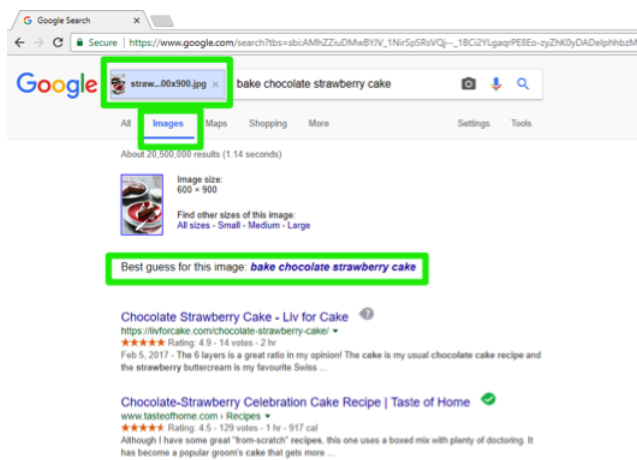 Google Search
Secure | https://www.google.com/search?tbs=
Google straw...00x900.jpg × bake chocolate strawberry cake
All Images Maps Shopping More Settings Tools
About 20,500,000 results (1.14 seconds)
Image size:
600 × 900
Find other sizes of this image:
All sizes - Small - Medium - Large
Best guess for this image: bake chocolate strawberry cake
Chocolate Strawberry Cake - Liv for Cake
https://livforcake.com/chocolate-strawberry-cake/
Rating: 4.9 - 14 votes - 2 hr
Feb 5, 2017 - The 6 layers is a great ratio in my opinion! The cake is my usual chocolate cake recipe and
the strawberry buttercream is my favourite Swiss ...
Chocolate-Strawberry Celebration Cake Recipe | Taste of Home
www.tasteofhome.com › Recipes
Rating: 4.5 - 129 votes - 1 hr - 917 cal
Although I have some great "from-scratch" recipes, this one uses a boxed mix with plenty of doctoring. It
has become a popular groom's cake that gets more ...